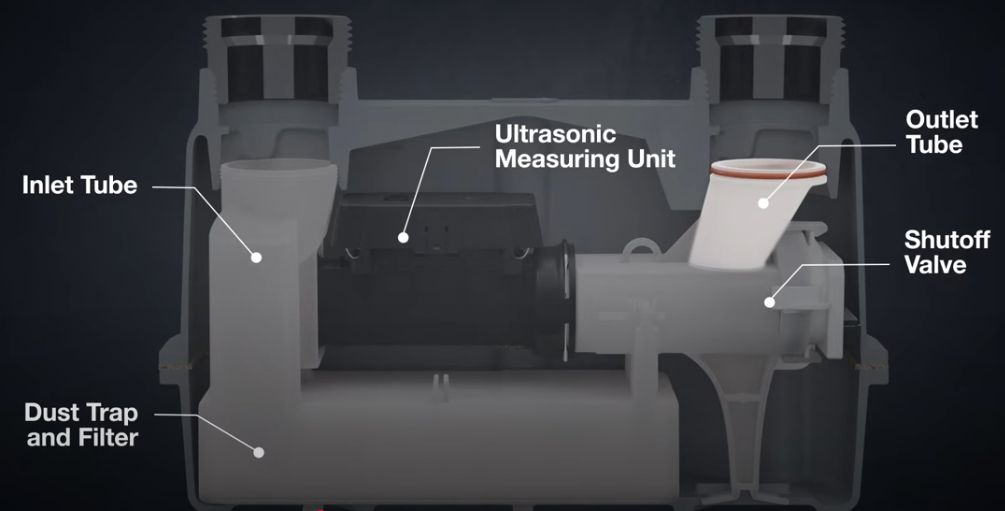 Ultrasonic
Measuring Unit
Outlet
Tube
Inlet Tube
Shutoff
Valve
Dust Trap
and Filter